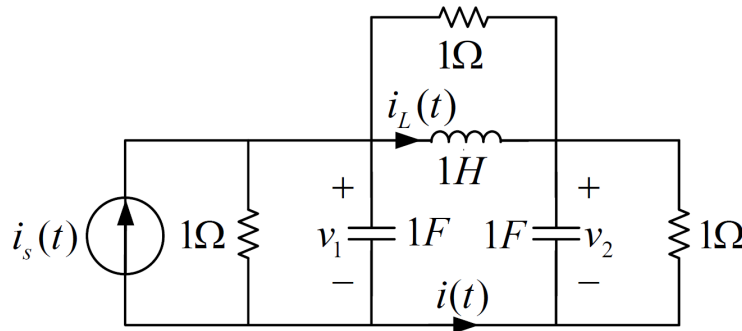 1Ω
i_L(t)
1H
+ +
i_s(t) 1Ω v_1 1F 1F v_2 1Ω
− −
i(t)